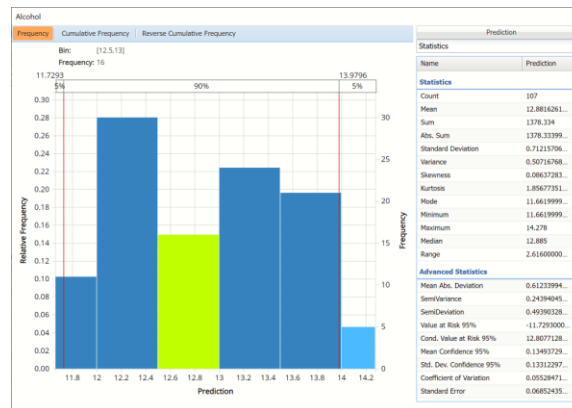 Alcohol
Frequency Cumulative Frequency Reverse Cumulative Frequency
Bin: [12.5,13]
Frequency: 16
11.7293 13.9796
5% 90% 5%
0.30
0.28
0.26
0.24
0.22
0.20
0.18
0.16
0.14
0.12
0.10
0.08
0.06
0.04
0.02
0.00
Relative Frequency
30
25
20
15
10
5
0
Frequency
11.8 12 12.2 12.4 12.6 12.8 13 13.2 13.4 13.6 13.8 14 14.2
Prediction
Prediction
Statistics
Name Prediction
Statistics
Count 107
Mean 12.8816261...
Sum 1378.334
Abs. Sum 1378.33399...
Standard Deviation 0.71215706...
Variance 0.50716768...
Skewness 0.08637283...
Kurtosis 1.85677351...
Mode 11.6619999...
Minimum 11.6619999...
Maximum 14.278
Median 12.885
Range 2.61600000...
Advanced Statistics
Mean Abs. Deviation 0.61233994...
SemiVariance 0.24394045...
SemiDeviation 0.49390328...
Value at Risk 95% -11.7293000...
Cond. Value at Risk 95% 12.8077128...
Mean Confidence 95% 0.13493729...
Std. Dev. Confidence 95% 0.13312297...
Coefficient of Variation 0.05528471...
Standard Error 0.06852435...